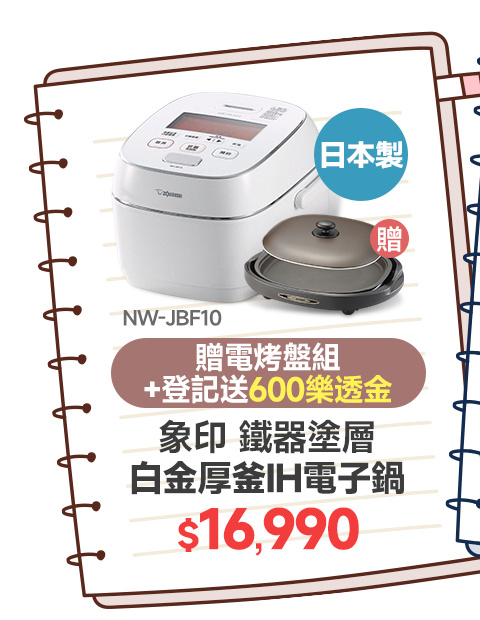 日本製
ZOJIRUSHI
贈
NW-JBF10
贈電烤盤組
+登記送600樂透金
象印 鐵器塗層
白金厚釜IH電子鍋
$16,990